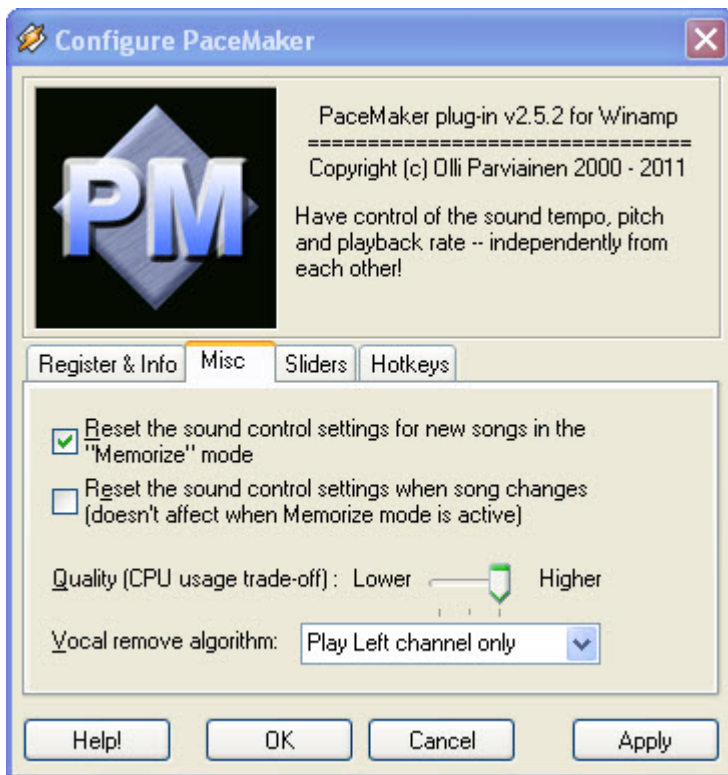 Configure PaceMaker
PM
PaceMaker plug-in v2.5.2 for Winamp
==================================
Copyright (c) Olli Parviainen 2000 - 2011
Have control of the sound tempo, pitch
and playback rate -- independently from
each other!
Register & Info Misc Sliders Hotkeys
Reset the sound control settings for new songs in the
"Memorize" mode
Reset the sound control settings when song changes
(doesn't affect when Memorize mode is active)
Quality (CPU usage trade-off) : Lower Higher
Vocal remove algorithm: Play Left channel only
Help! OK Cancel Apply